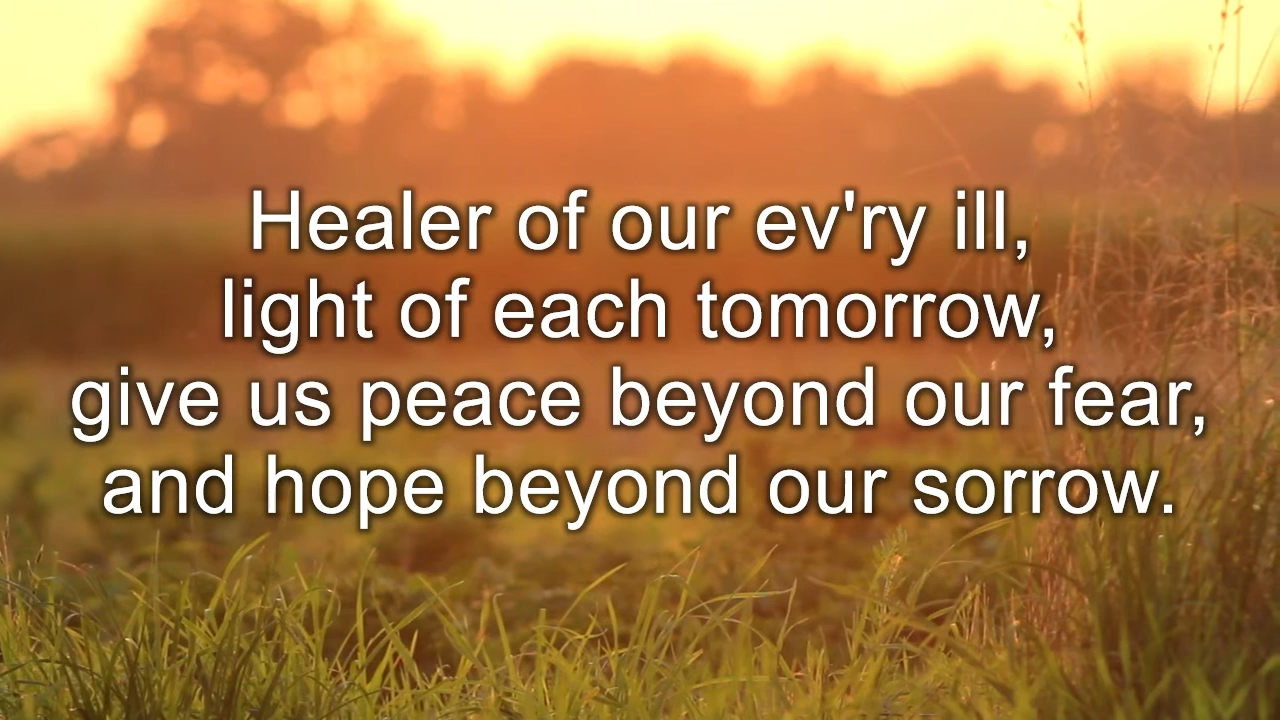 Healer of our ev'ry ill,
light of each tomorrow,
give us peace beyond our fear,
and hope beyond our sorrow.